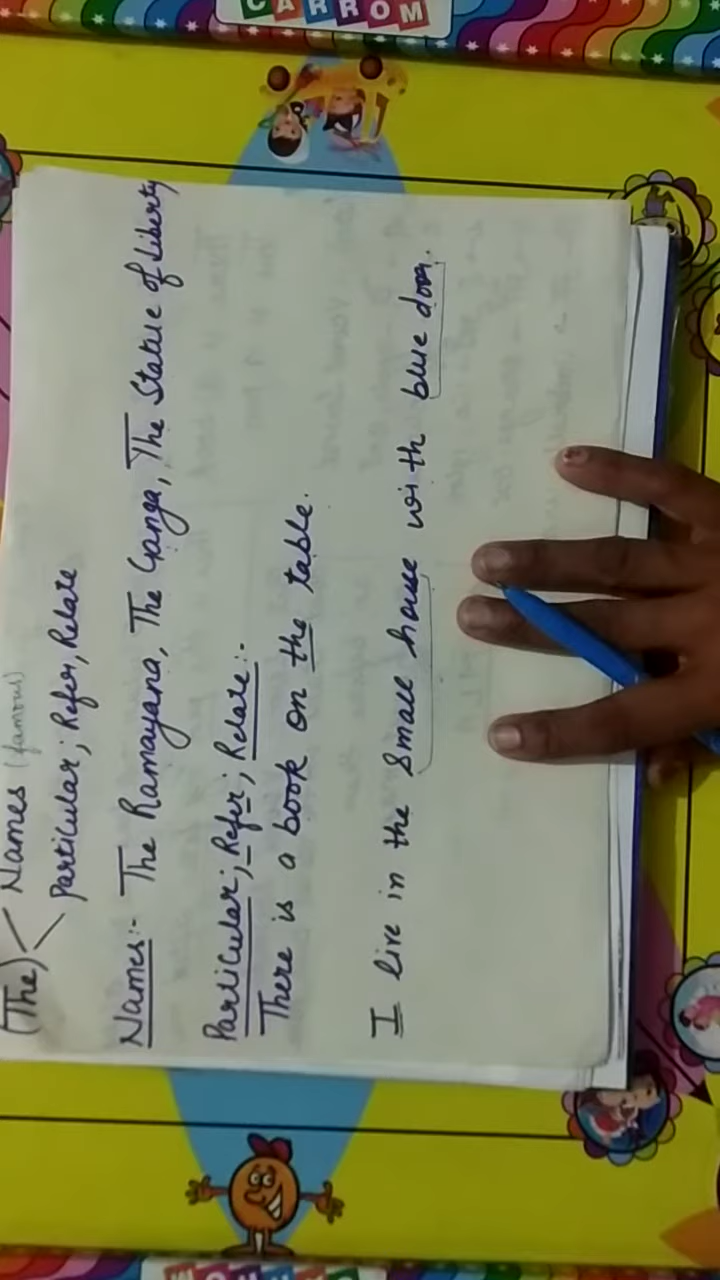 CARROM
(The) Names (famous)
Particular; Refer, Relate
Names:- The Ramayana, The Ganga, The Statue of Liberty
Particular; Refer; Relate:-
There is a book on the table.
I live in the small house with blue door.